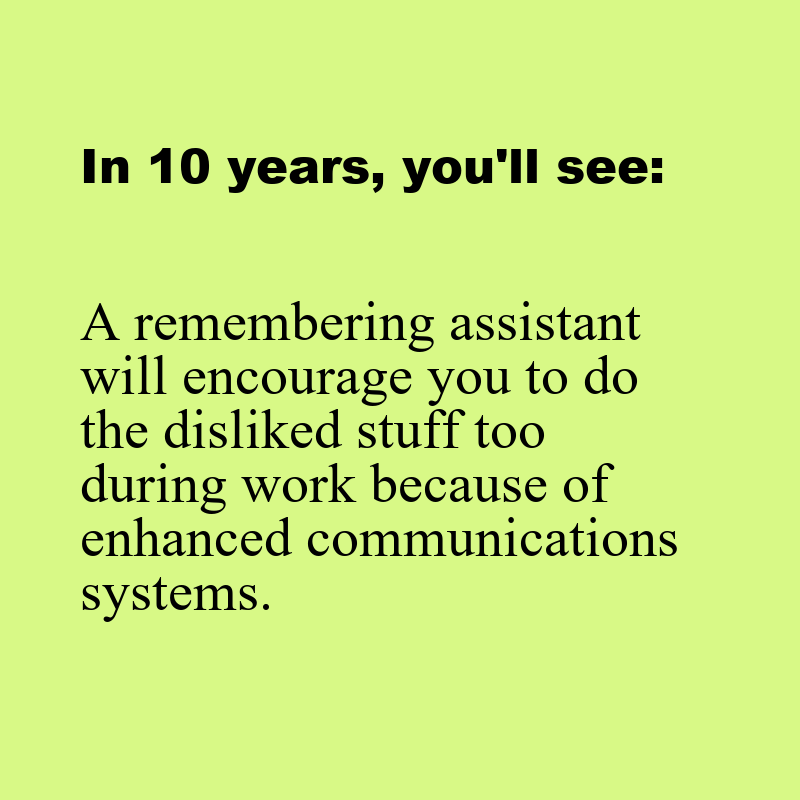 In 10 years, you'll see:
A remembering assistant
will encourage you to do
the disliked stuff too
during work because of
enhanced communications
systems.